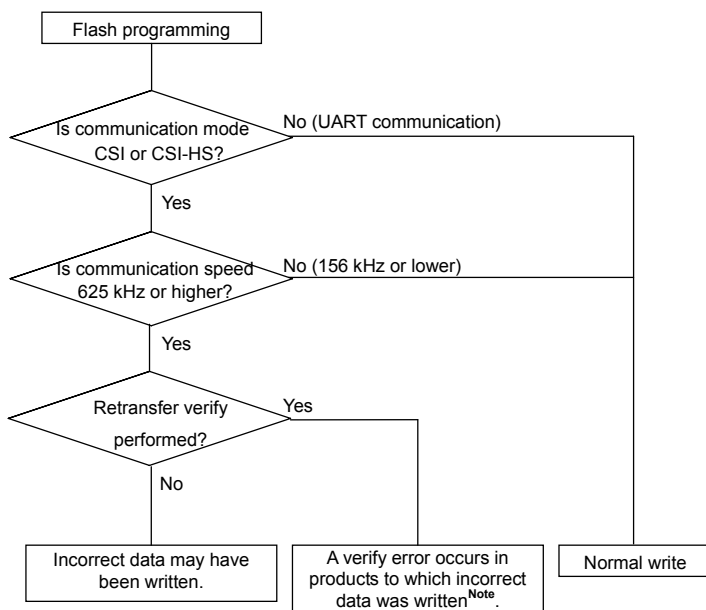 Flash programming
Is communication mode
CSI or CSI-HS?
No (UART communication)
Yes
Is communication speed
625 kHz or higher?
No (156 kHz or lower)
Yes
Retransfer verify
performed?
Yes
No
Incorrect data may have
been written.
A verify error occurs in
products to which incorrect
data was written Note.
Normal write